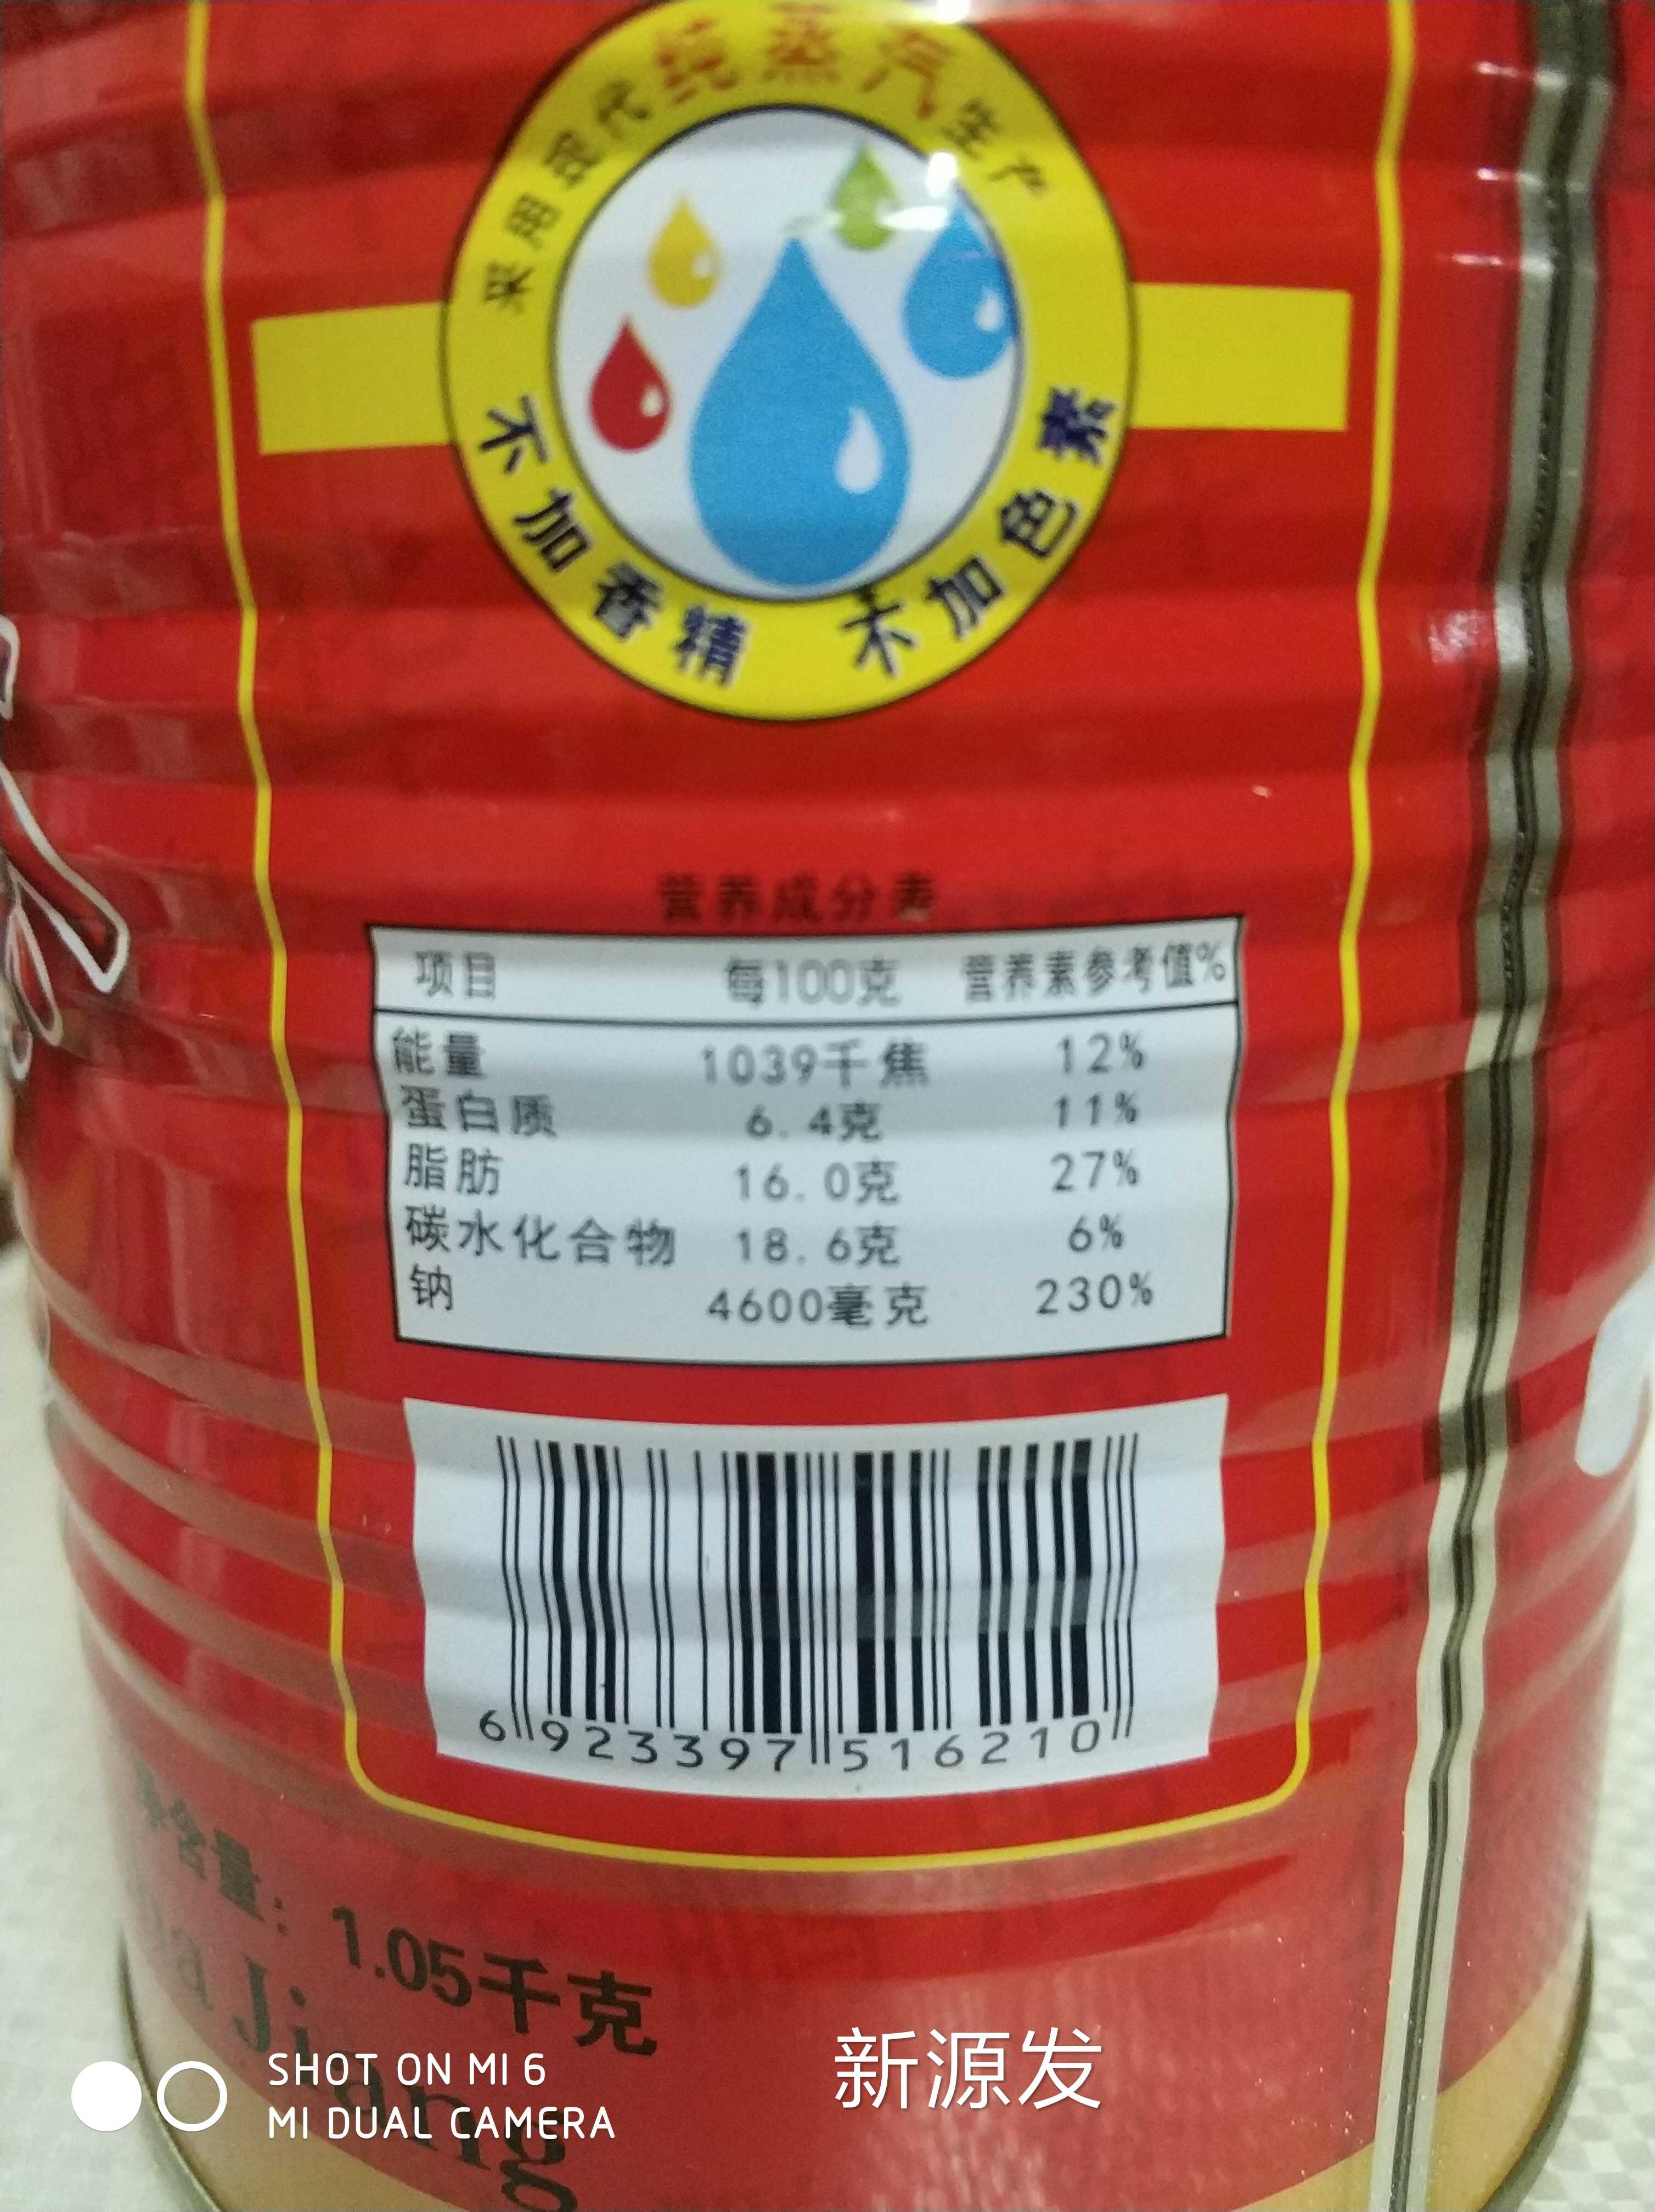 采用现代纯蒸汽生产
不加香精 不加色素
营养成分表
项目 每100克 营养素参考值%
能量 1039千焦 12%
蛋白质 6.4克 11%
脂肪 16.0克 27%
碳水化合物 18.6克 6%
钠 4600毫克 230%
6 923397 516210
净含量：1.05千克
Jiang
新源发
SHOT ON MI 6
MI DUAL CAMERA